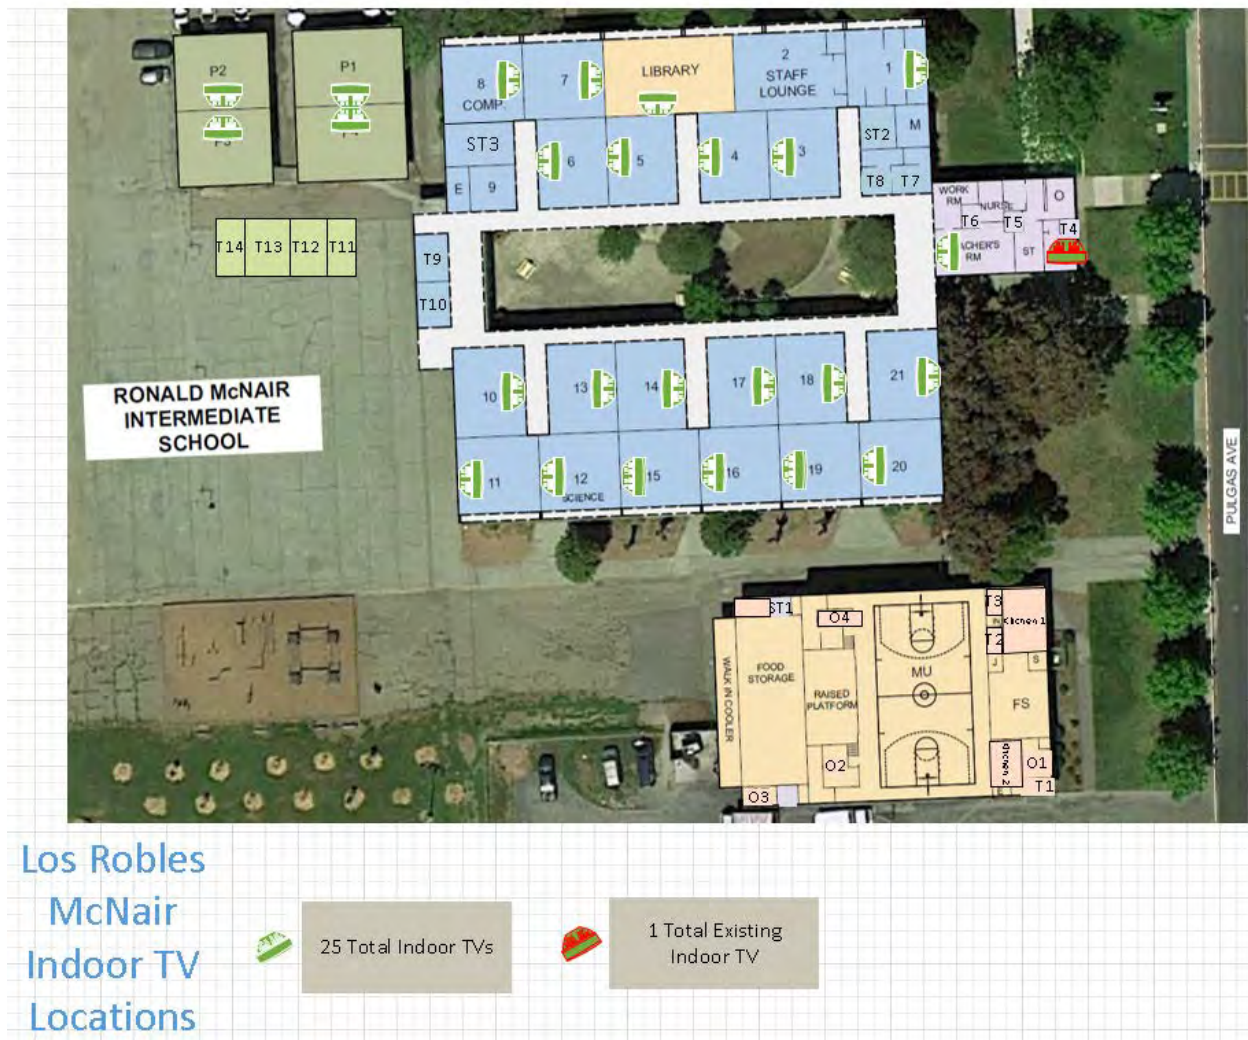 P2
P1
8
COMP.
7
LIBRARY
2
STAFF
LOUNGE
1
ST3
6
5
4
3
ST2
M
E
9
T8
T7
WORK
RM
NURSE
O
T6
T5
T4
ACHER'S
RM
ST
T14
T13
T12
T11
T9
T10
RONALD McNAIR
INTERMEDIATE
SCHOOL
10
13
14
17
18
21
11
12
SCIENCE
15
16
19
20
PULGAS AVE
ST1
O4
T3
Kitchen 1
T2
J
S
WALK IN COOLER
FOOD
STORAGE
RAISED
PLATFORM
MU
FS
O2
O1
O3
T1
Los Robles
McNair
Indoor TV
Locations
25 Total Indoor TVs
1 Total Existing
Indoor TV